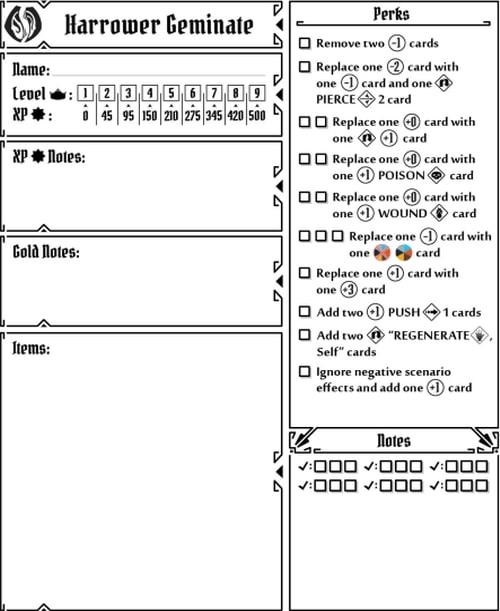 Harrower Geminate
Name:
Level : 1 2 3 4 5 6 7 8 9
XP : 0 45 95 150 210 275 345 420 500
XP Notes:
Gold Notes:
Items:
Perks
Remove two -1 cards
Replace one -2 card with
one -1 card and one
PIERCE 2 card
Replace one +0 card with
one +1 card
Replace one +0 card with
one +1 POISON card
Replace one +0 card with
one +1 WOUND card
Replace one -1 card with
one card
Replace one +1 card with
one +3 card
Add two +1 PUSH 1 cards
Add two "REGENERATE ,
Self" cards
Ignore negative scenario
effects and add one +1 card
Notes
✓: ✓: ✓:
✓: ✓: ✓: